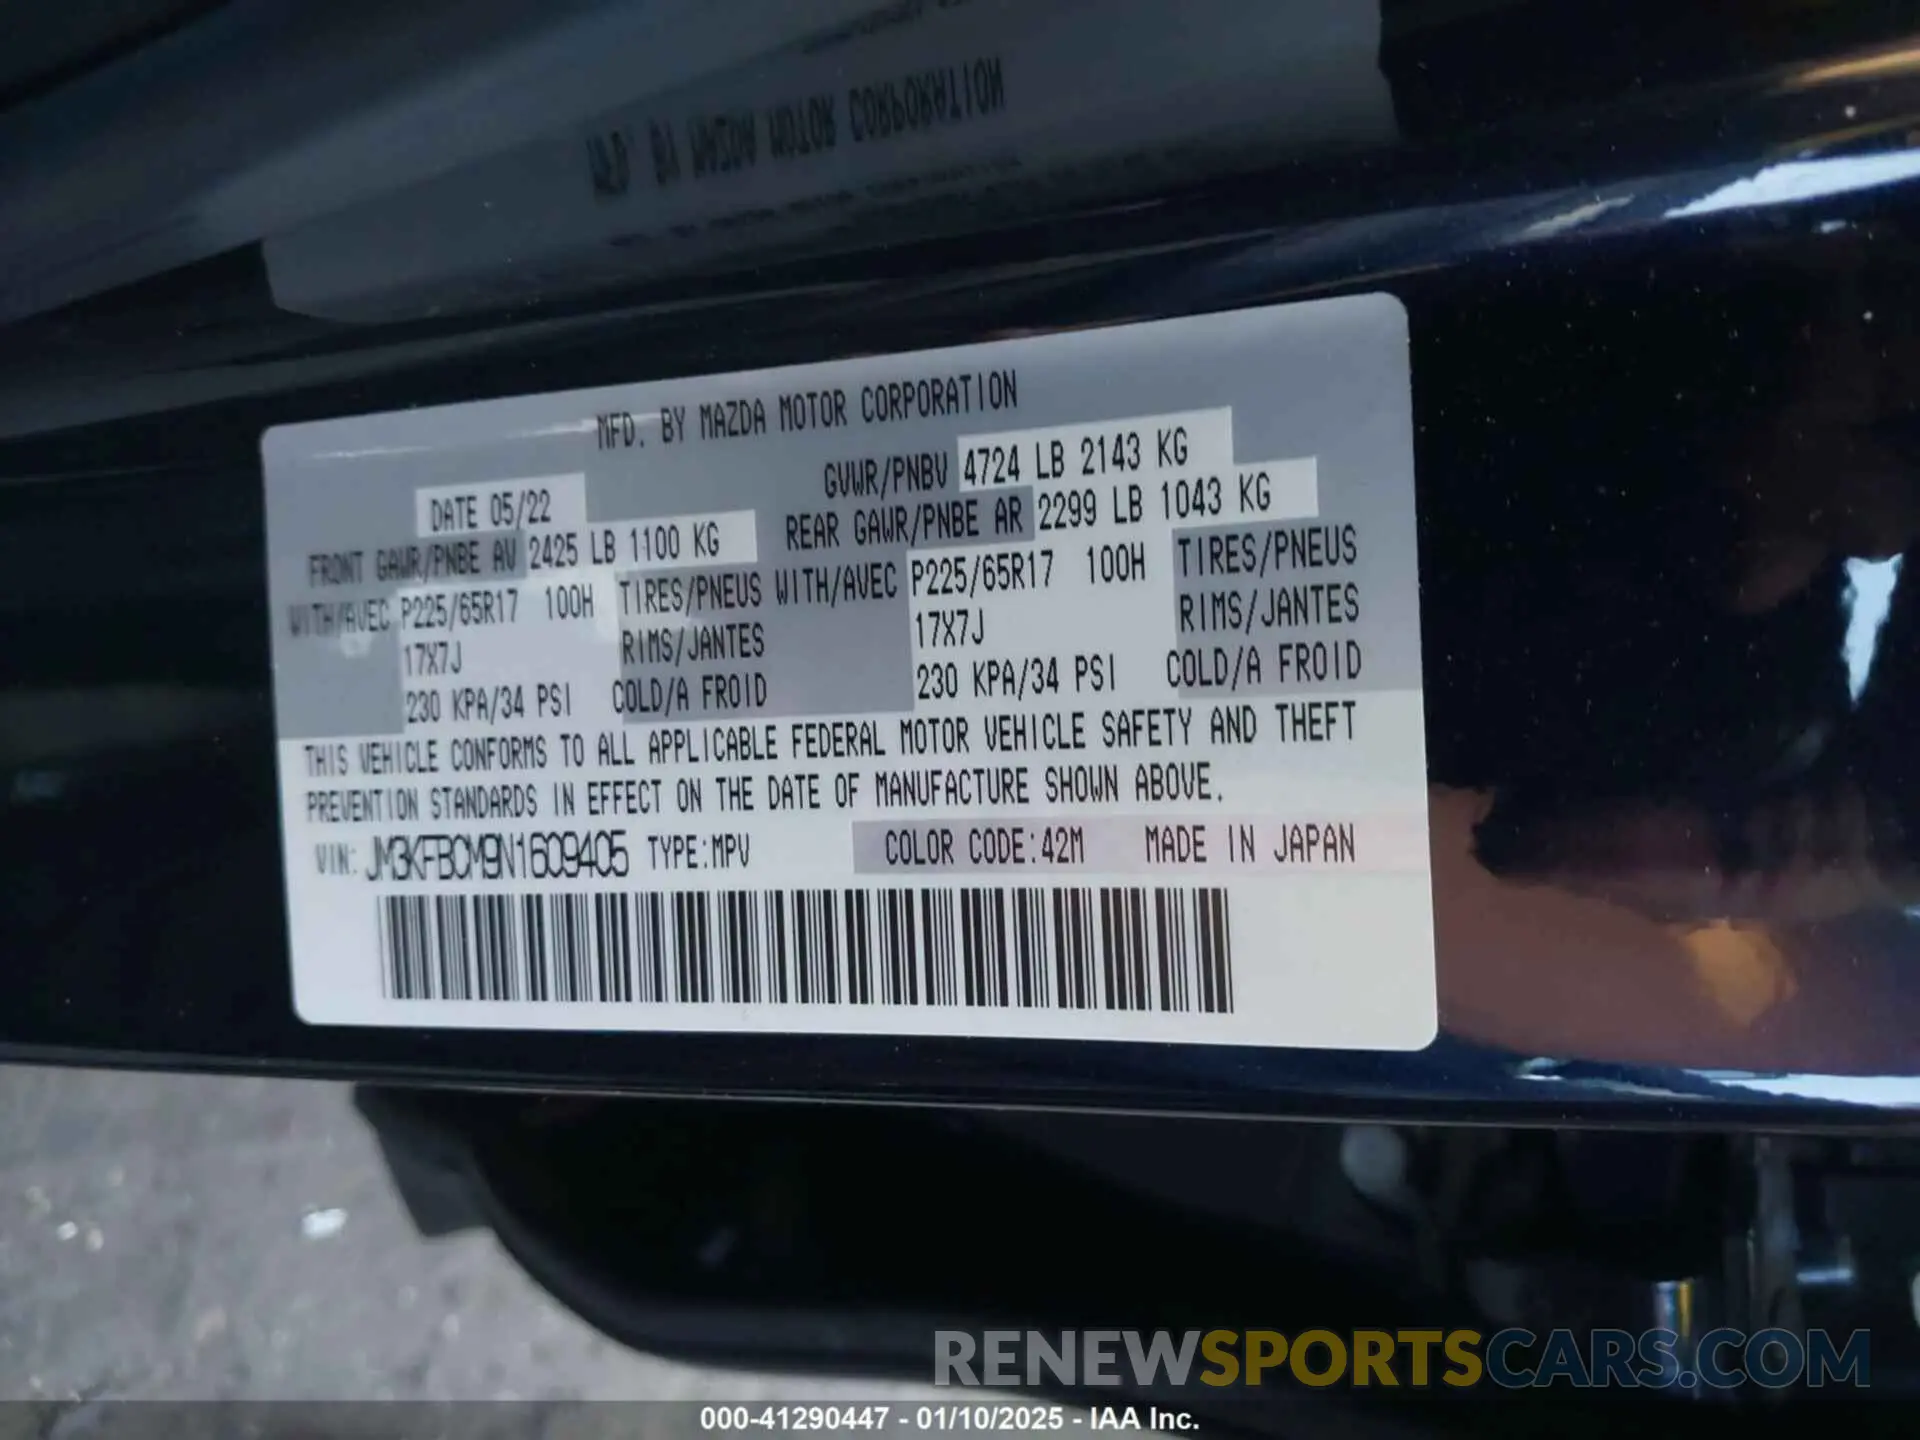 MFD. BY MAZDA MOTOR CORPORATION
DATE 05/22
GVWR/PNBV 4724 LB 2143 KG
FRONT GAWR/PNBE AV 2425 LB 1100 KG
REAR GAWR/PNBE AR 2299 LB 1043 KG
WITH/AVEC P225/65R17 100H TIRES/PNEUS WITH/AVEC P225/65R17 100H TIRES/PNEUS
17X7J RIMS/JANTES 17X7J RIMS/JANTES
230 KPA/34 PSI COLD/A FROID 230 KPA/34 PSI COLD/A FROID
THIS VEHICLE CONFORMS TO ALL APPLICABLE FEDERAL MOTOR VEHICLE SAFETY AND THEFT
PREVENTION STANDARDS IN EFFECT ON THE DATE OF MANUFACTURE SHOWN ABOVE.
VIN: JM3KFBCM9N1609405 TYPE:MPV COLOR CODE:42M MADE IN JAPAN
RENEWSPORTSCARS.COM
000-41290447 - 01/10/2025 - IAA Inc.